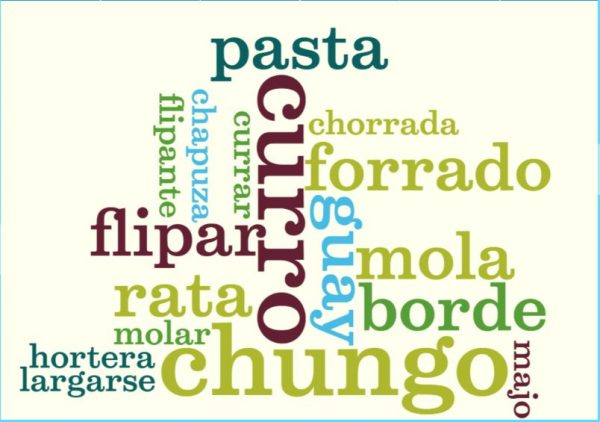 pasta
curro
flipante
chapuza
currar
chorrada
forrado
flipar
guay
mola
rata
borde
molar
chungo
hortera
largarse
majo